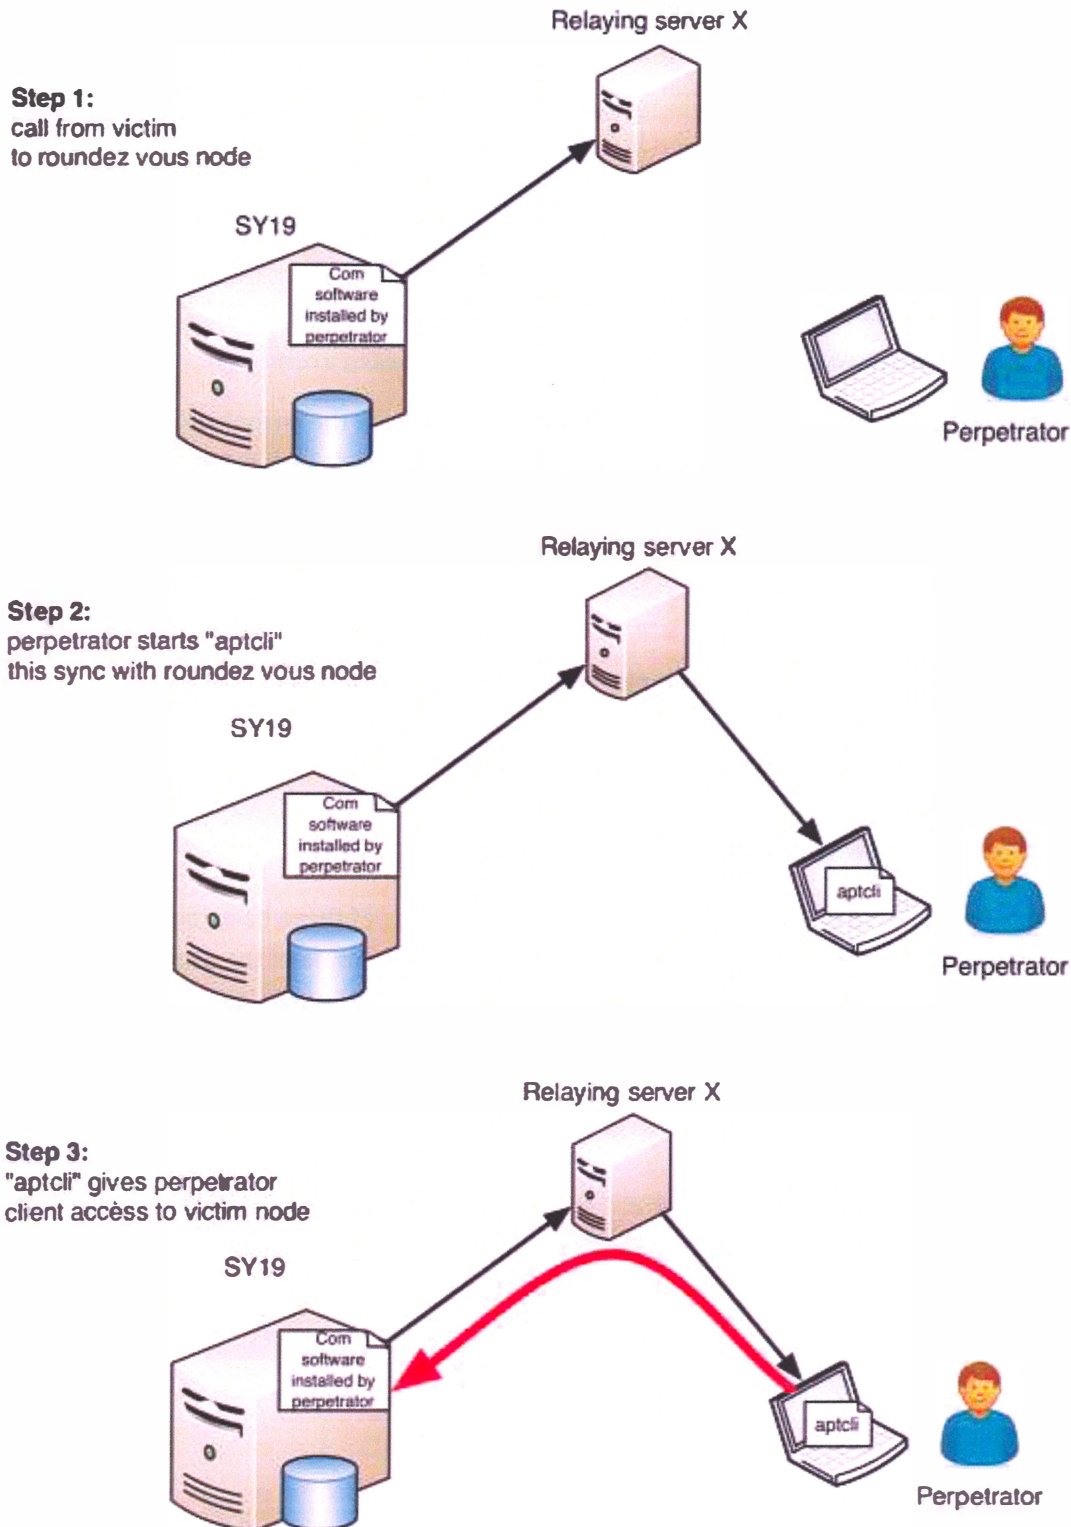 Relaying server X
Step 1:
call from victim
to roundez vous node
SY19
Com
software
installed by
perpetrator
Perpetrator
Relaying server X
Step 2:
perpetrator starts "aptcli"
this sync with roundez vous node
SY19
Com
software
installed by
perpetrator
aptcli
Perpetrator
Relaying server X
Step 3:
"aptcli" gives perpetrator
client accèss to victim node
SY19
Com
software
installed by
perpetrator
aptcli
Perpetrator